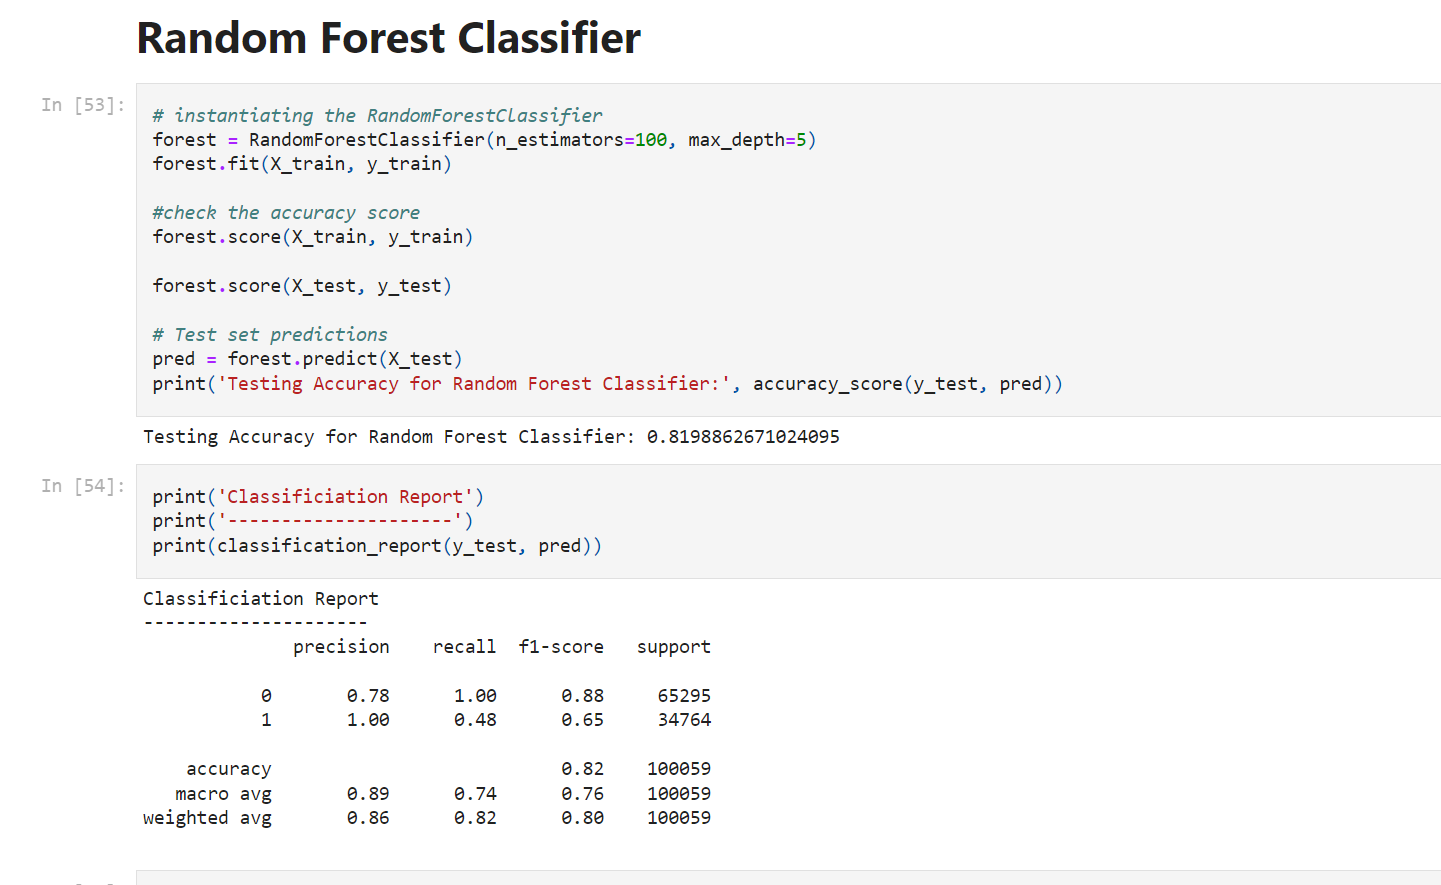 Random Forest Classifier
In [53]:
# instantiating the RandomForestClassifier
forest = RandomForestClassifier(n_estimators=100, max_depth=5)
forest.fit(X_train, y_train)
#check the accuracy score
forest.score(X_train, y_train)
forest.score(X_test, y_test)
# Test set predictions
pred = forest.predict(X_test)
print('Testing Accuracy for Random Forest Classifier:', accuracy_score(y_test, pred))
Testing Accuracy for Random Forest Classifier: 0.8198862671024095
In [54]:
print('Classificiation Report')
print('---------------------')
print(classification_report(y_test, pred))
Classificiation Report
---------------------
precision recall f1-score support
0 0.78 1.00 0.88 65295
1 1.00 0.48 0.65 34764
accuracy 0.82 100059
macro avg 0.89 0.74 0.76 100059
weighted avg 0.86 0.82 0.80 100059